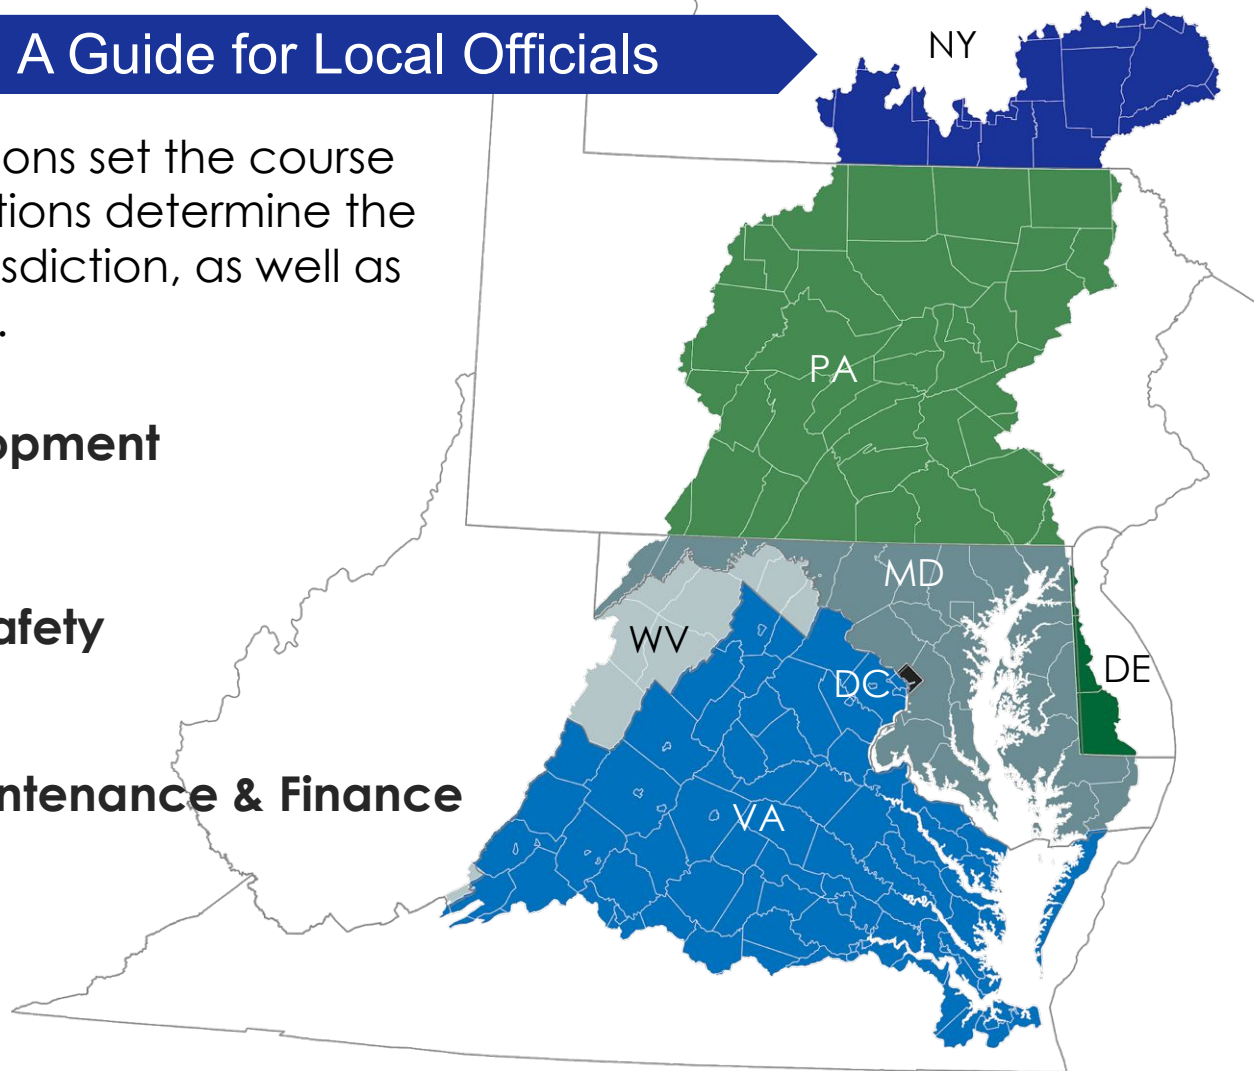 A Guide for Local Officials
ons set the course
tions determine the
sdiction, as well as
.
opment
afety
ntenance & Finance
NY
PA
MD
WV
DC
DE
VA